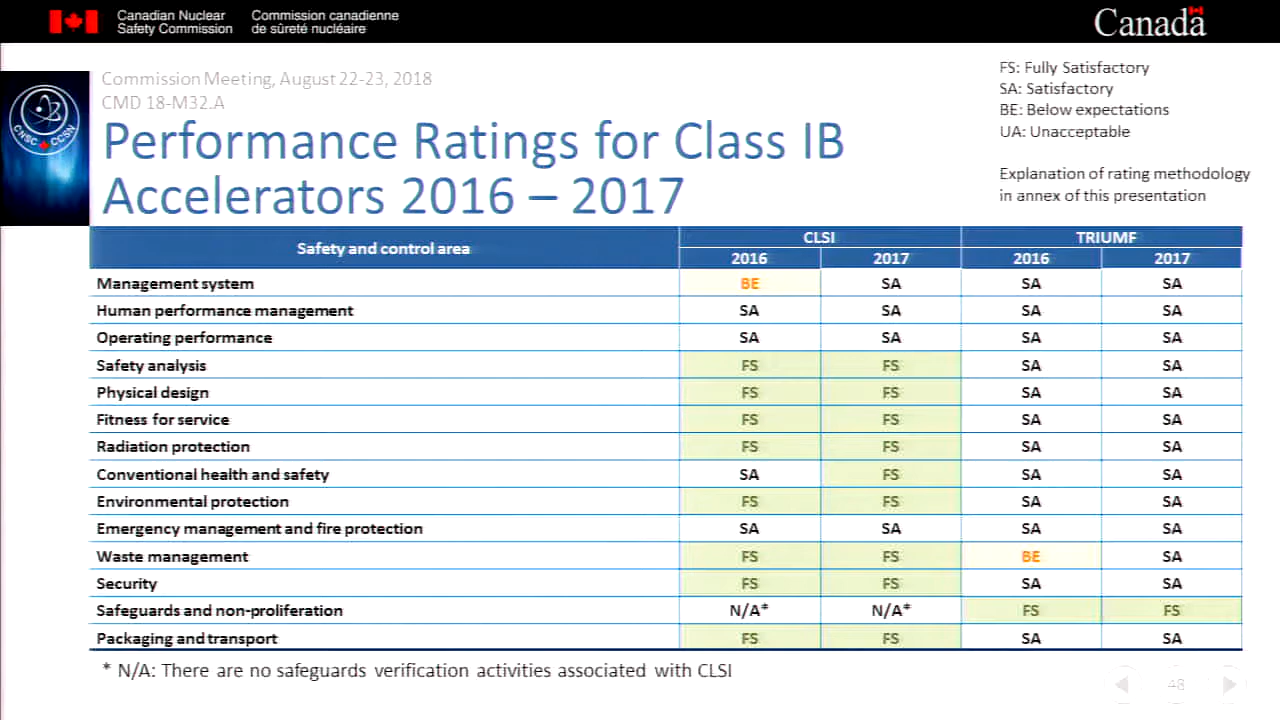 Canadian Nuclear Safety Commission
Commission canadienne de sûreté nucléaire
Canada
Commission Meeting, August 22-23, 2018
CMD 18-M32.A
CNSC CCSN
Performance Ratings for Class IB
Accelerators 2016 – 2017
FS: Fully Satisfactory
SA: Satisfactory
BE: Below expectations
UA: Unacceptable
Explanation of rating methodology
in annex of this presentation
Safety and control area CLSI TRIUMF
2016 2017 2016 2017
Management system BE SA SA SA
Human performance management SA SA SA SA
Operating performance SA SA SA SA
Safety analysis FS FS SA SA
Physical design FS FS SA SA
Fitness for service FS FS SA SA
Radiation protection FS FS SA SA
Conventional health and safety SA FS SA SA
Environmental protection FS FS SA SA
Emergency management and fire protection SA SA SA SA
Waste management FS FS BE SA
Security FS FS SA SA
Safeguards and non-proliferation N/A* N/A* FS FS
Packaging and transport FS FS SA SA
* N/A: There are no safeguards verification activities associated with CLSI
48